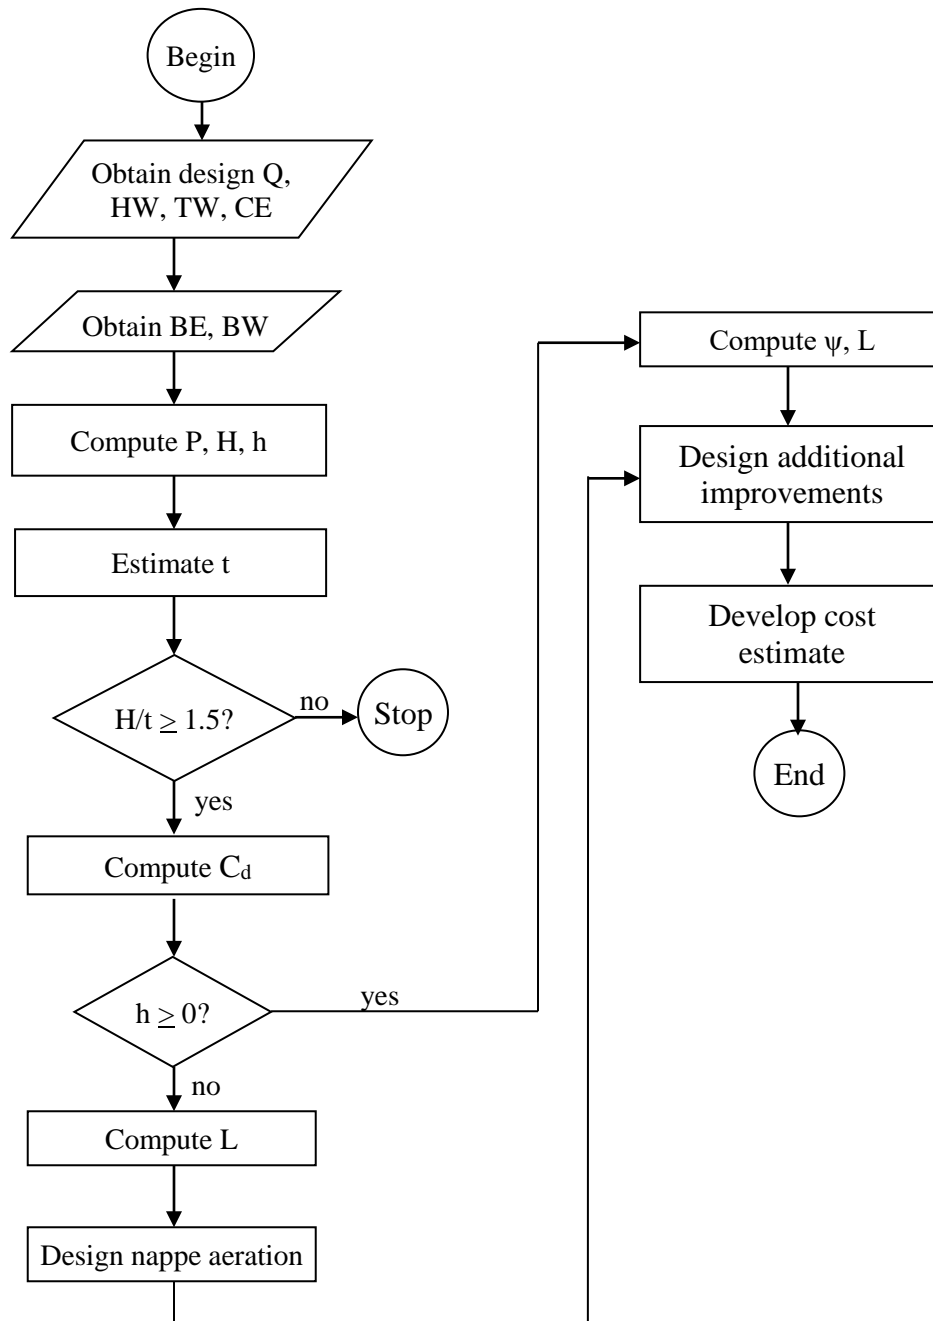 Begin
Obtain design Q,
HW, TW, CE
Obtain BE, BW
Compute P, H, h
Estimate t
H/t ≥ 1.5?
no
Stop
yes
Compute Cd
h ≥ 0?
yes
no
Compute L
Design nappe aeration
Compute ψ, L
Design additional
improvements
Develop cost
estimate
End